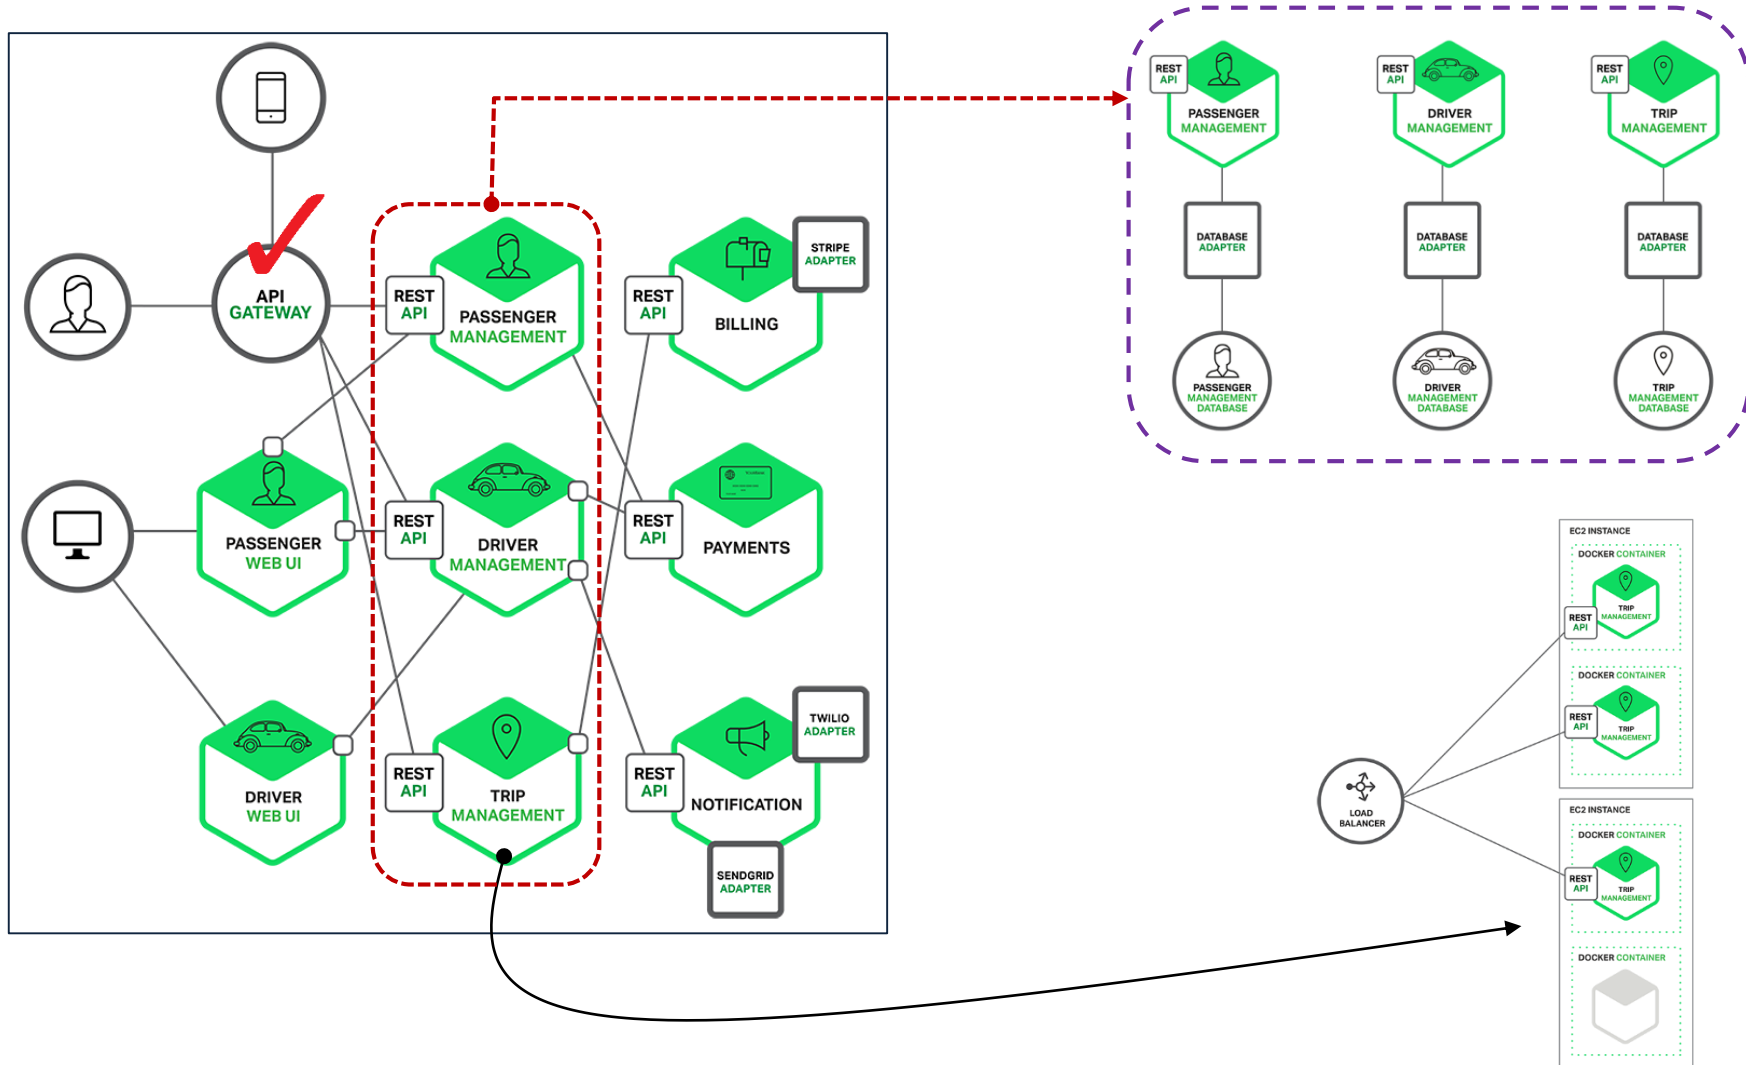 API
GATEWAY
REST
API
PASSENGER
MANAGEMENT
REST
API
BILLING
STRIPE
ADAPTER
PASSENGER
WEB UI
REST
API
DRIVER
MANAGEMENT
REST
API
PAYMENTS
DRIVER
WEB UI
REST
API
TRIP
MANAGEMENT
REST
API
NOTIFICATION
TWILIO
ADAPTER
SENDGRID
ADAPTER
REST
API
PASSENGER
MANAGEMENT
REST
API
DRIVER
MANAGEMENT
REST
API
TRIP
MANAGEMENT
DATABASE
ADAPTER
DATABASE
ADAPTER
DATABASE
ADAPTER
PASSENGER
MANAGEMENT
DATABASE
DRIVER
MANAGEMENT
DATABASE
TRIP
MANAGEMENT
DATABASE
LOAD
BALANCER
EC2 INSTANCE
DOCKER CONTAINER
REST
API
TRIP
MANAGEMENT
DOCKER CONTAINER
REST
API
TRIP
MANAGEMENT
EC2 INSTANCE
DOCKER CONTAINER
REST
API
TRIP
MANAGEMENT
DOCKER CONTAINER